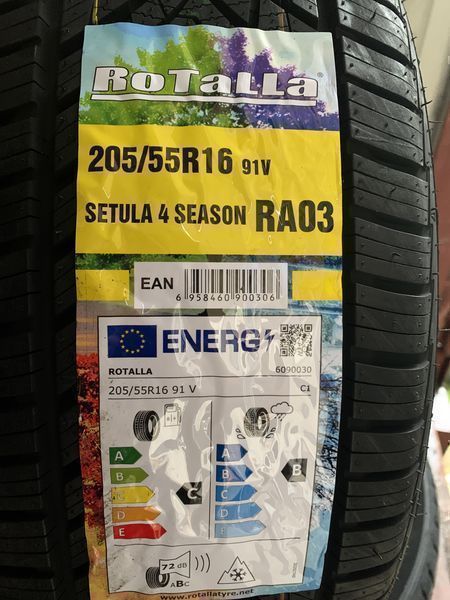 RoTaLLa®
205/55R16 91V
SETULA 4 SEASON RA03
EAN
6 958460 900306
ENERG
ROTALLA 6090030
205/55R16 91 V C1
A A
B B
C C
D D
E E
C
B
72 dB
ABC
www.rotallatyre.net